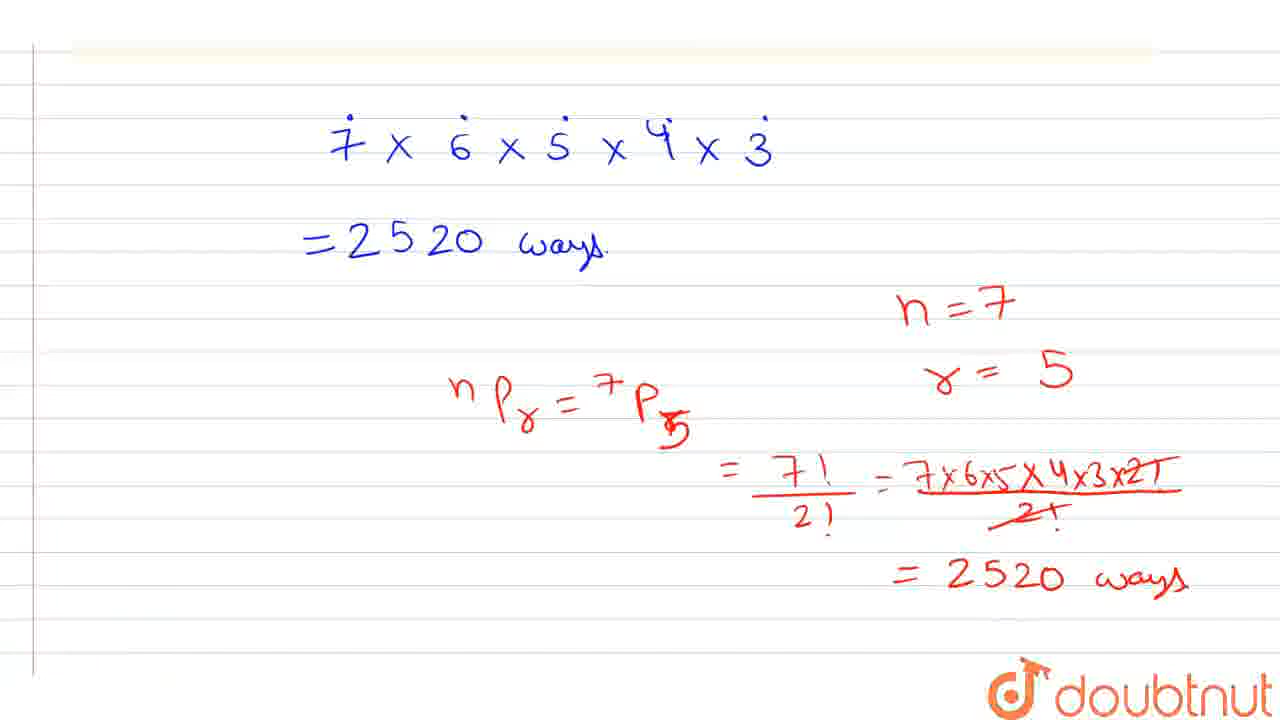 7 × 6 × 5 × 4 × 3
= 2520 ways.
n = 7
r = 5
ⁿPᵣ = ⁷P₅
= 7!/2! = 7×6×5×4×3×2!/2!
= 2520 ways
doubtnut